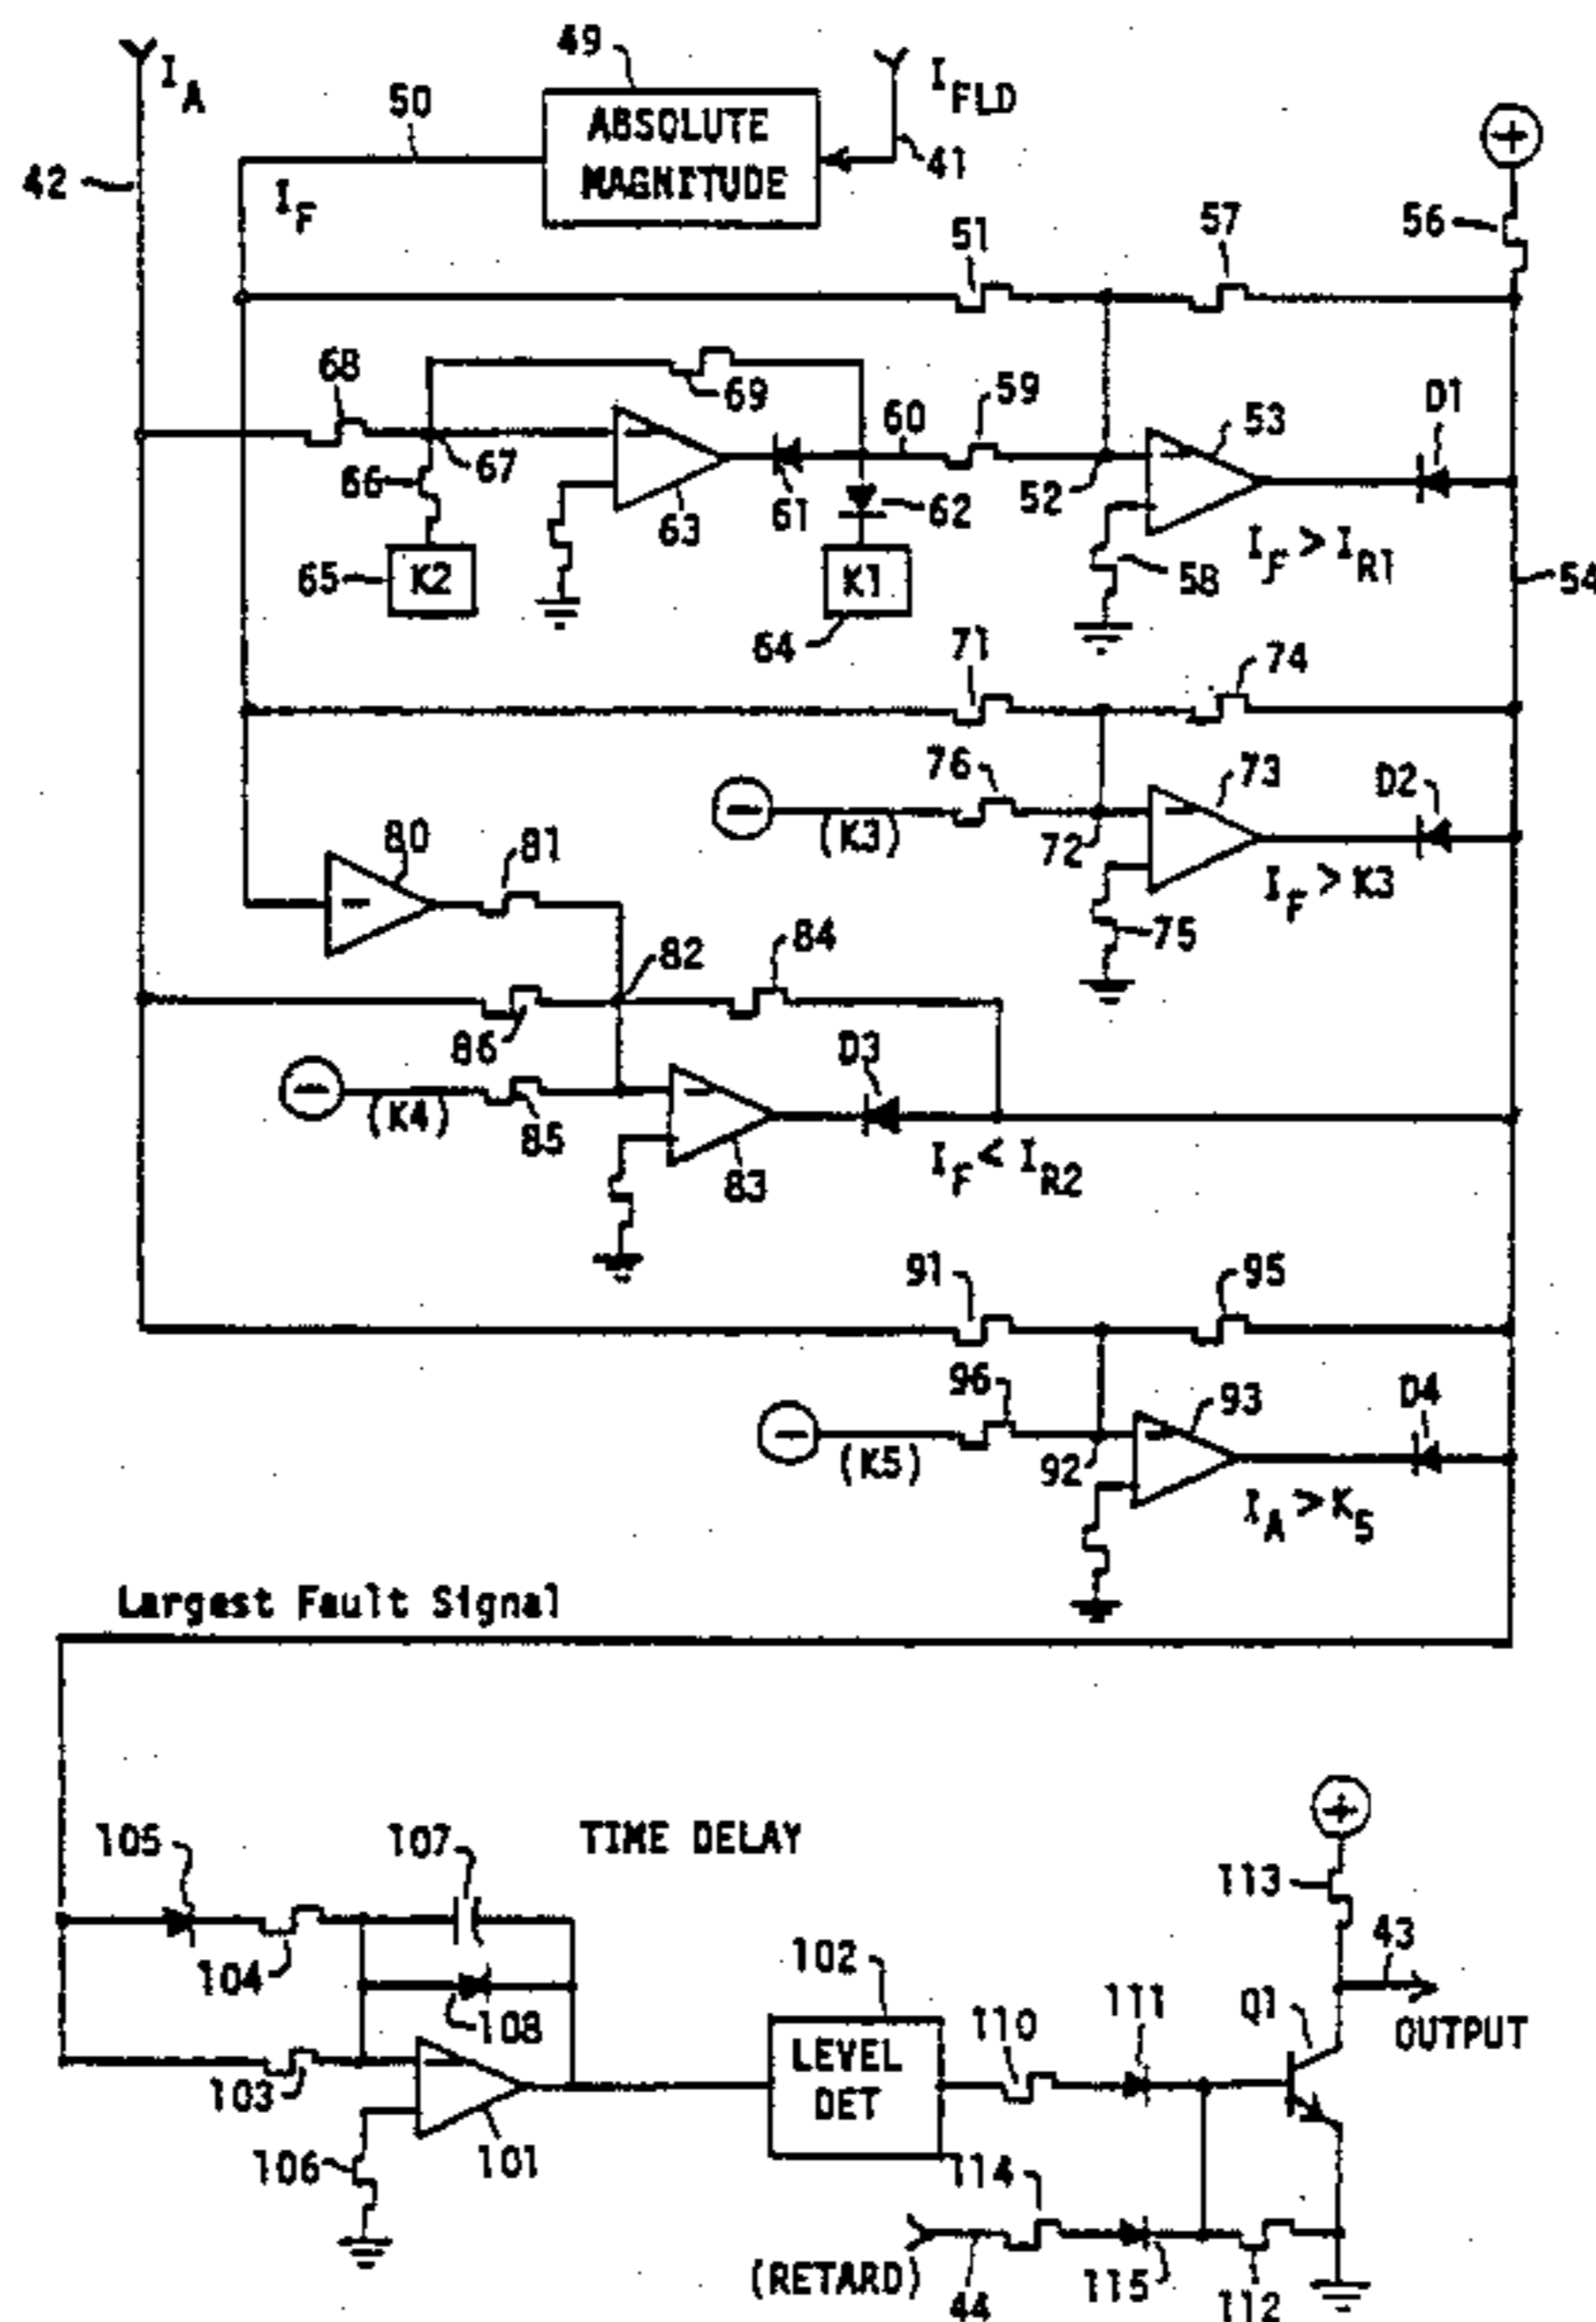 49
I_A
50
ABSOLUTE
MAGNITUDE
I_FLD
41
+
42
I_F
51
57
56
68
69
60
59
D1
53
66
67
63
61
62
52
58
I_F > I_R1
54
65
K2
K1
64
71
74
76
73
D2
−
(K3)
72
80
81
I_F > K3
75
82
84
86
D3
−
(K4)
85
83
I_F < I_R2
91
95
96
93
D4
−
(K5)
92
I_A > K_5
Largest Fault Signal
105
107
TIME DELAY
+
113
43
104
102
108
110
111
Q1
OUTPUT
LEVEL
DET
103
106
101
114
(RETARD)
44
115
112